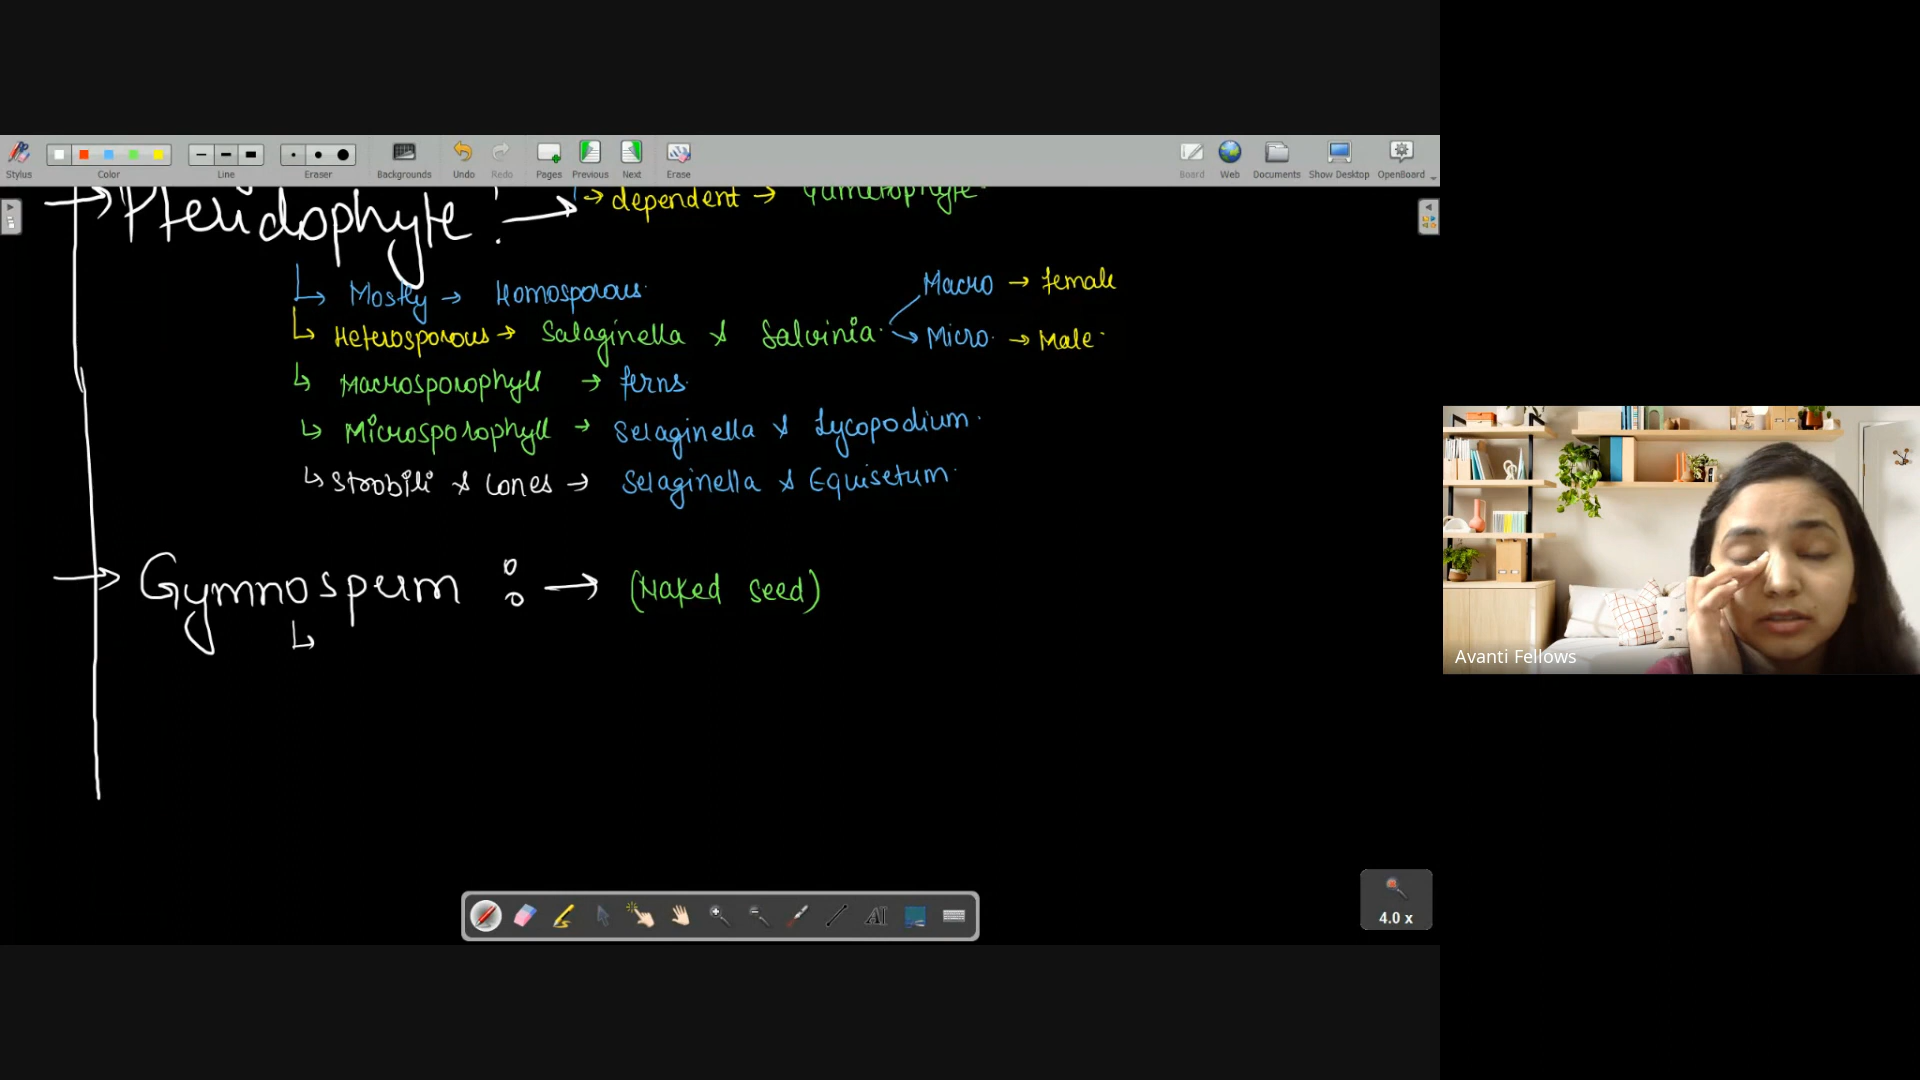 Stylus Color Line Eraser Backgrounds Undo Redo Pages Previous Next Erase Board Web Documents Show Desktop OpenBoard
→ Pteridophyte : → → dependent → Gametophyte.
↳ Mostly → Homosporous.
Macro → female
↳ Heterosporous → Salaginella & Salvinia.
→ Micro. → Male.
↳ Macrosporophyll → ferns.
↳ Microsporophyll → Selaginella & Lycopodium.
↳ Strobili & Cones → Selaginella & Equisetum.
→ Gymnosperm : → (Naked seed)
↳
Avanti Fellows
4.0 x